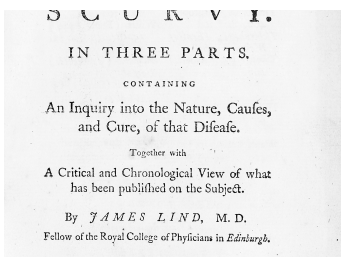 SCURVY.
IN THREE PARTS.
CONTAINING
An Inquiry into the Nature, Cauſes,
and Cure, of that Diſeaſe.
Together with
A Critical and Chronological View of what
has been publiſhed on the Subject.
By JAMES LIND, M. D.
Fellow of the Royal College of Phyſicians in Edinburgh.